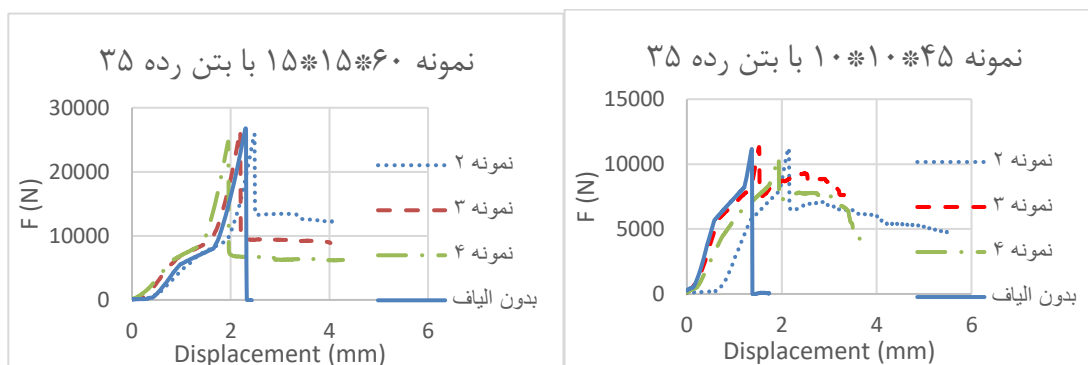 نمونه ۶۰*۱۵*۱۵ با بتن رده ۳۵
30000
20000
10000
0
F (N)
0 2 4 6
Displacement (mm)
نمونه ۲
نمونه ۳
نمونه ۴
بدون الیاف
نمونه ۴۵*۱۰*۱۰ با بتن رده ۳۵
15000
10000
5000
0
F (N)
0 2 4 6
Displacement (mm)
نمونه ۲
نمونه ۳
نمونه ۴
بدون الیاف